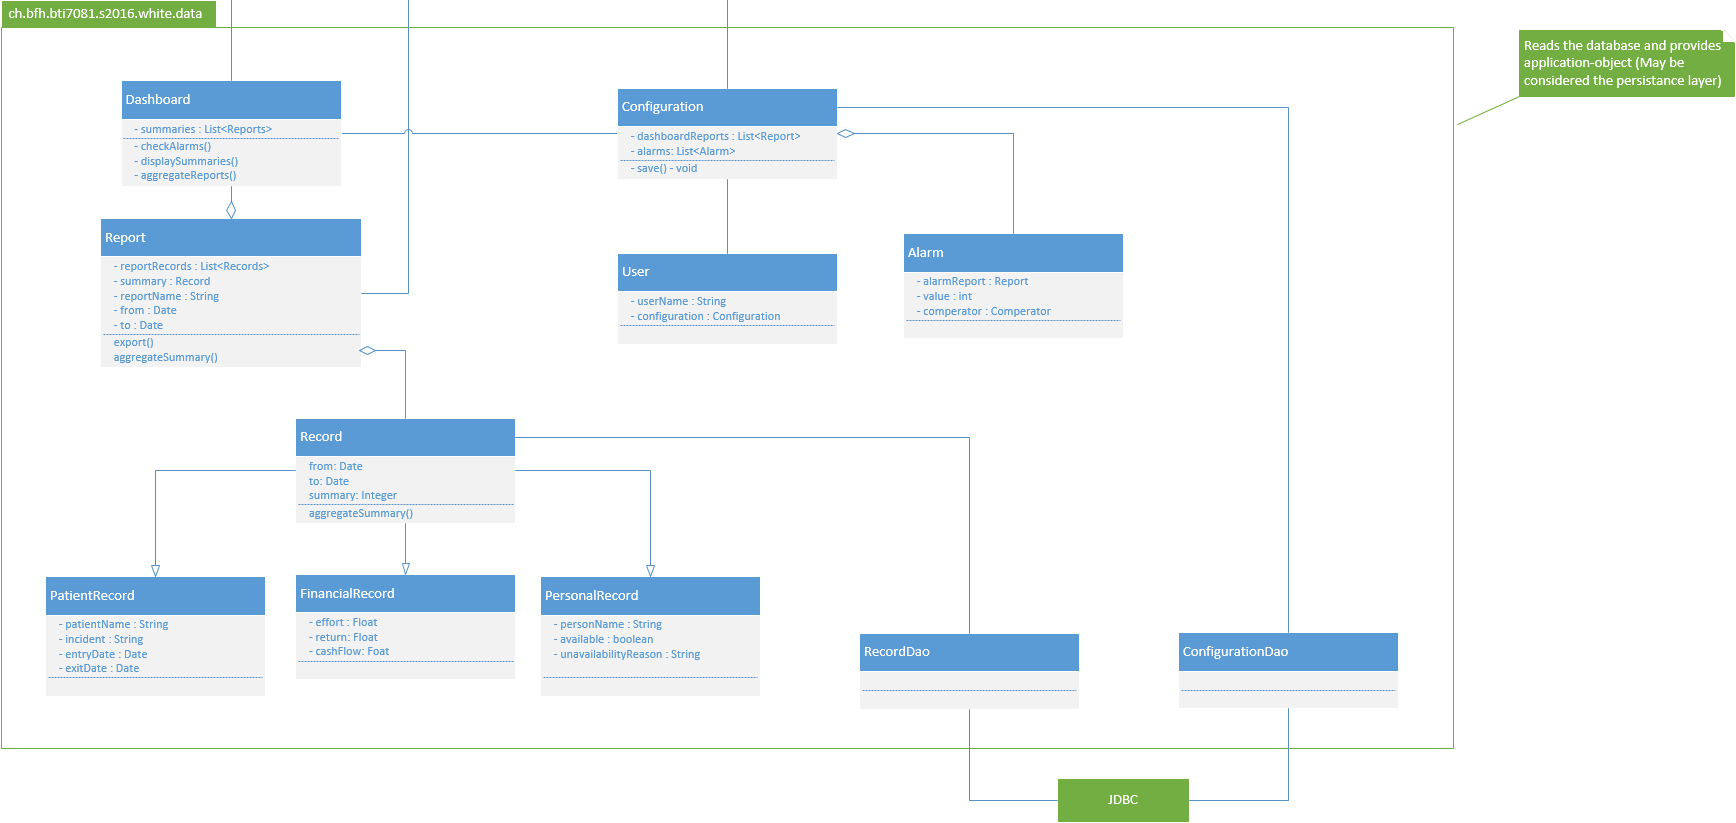 ch.bfh.bti7081.s2016.white.data
Reads the database and provides
application-object (May be
considered the persistance layer)
Dashboard
- summaries : List<Reports>
- checkAlarms()
- displaySummaries()
- aggregateReports()
Configuration
- dashboardReports : List<Report>
- alarms: List<Alarm>
- save() - void
Report
- reportRecords : List<Records>
- summary : Record
- reportName : String
- from : Date
- to : Date
export()
aggregateSummary()
User
- userName : String
- configuration : Configuration
Alarm
- alarmReport : Report
- value : int
- comperator : Comperator
Record
from: Date
to: Date
summary: Integer
aggregateSummary()
PatientRecord
- patientName : String
- incident : String
- entryDate : Date
- exitDate : Date
FinancialRecord
- effort : Float
- return: Float
- cashFlow: Foat
PersonalRecord
- personName : String
- available : boolean
- unavailabilityReason : String
RecordDao
ConfigurationDao
JDBC